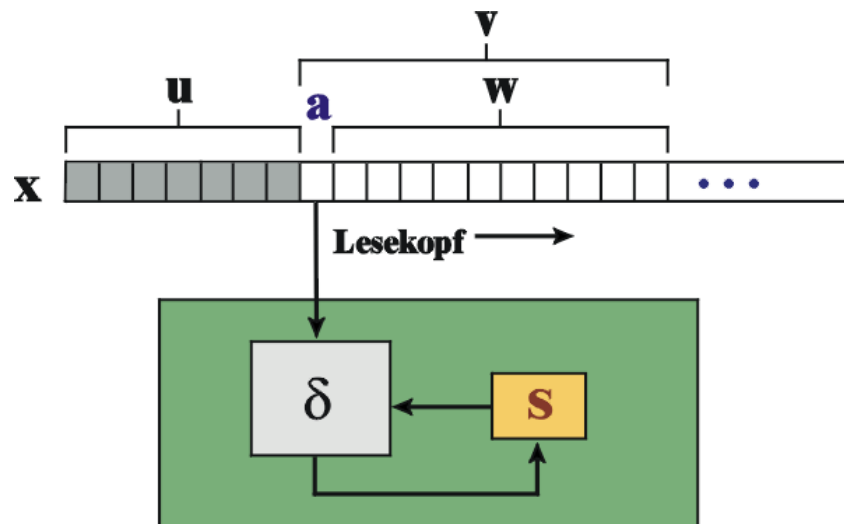 v
u a w
x • • •
Lesekopf
δ s